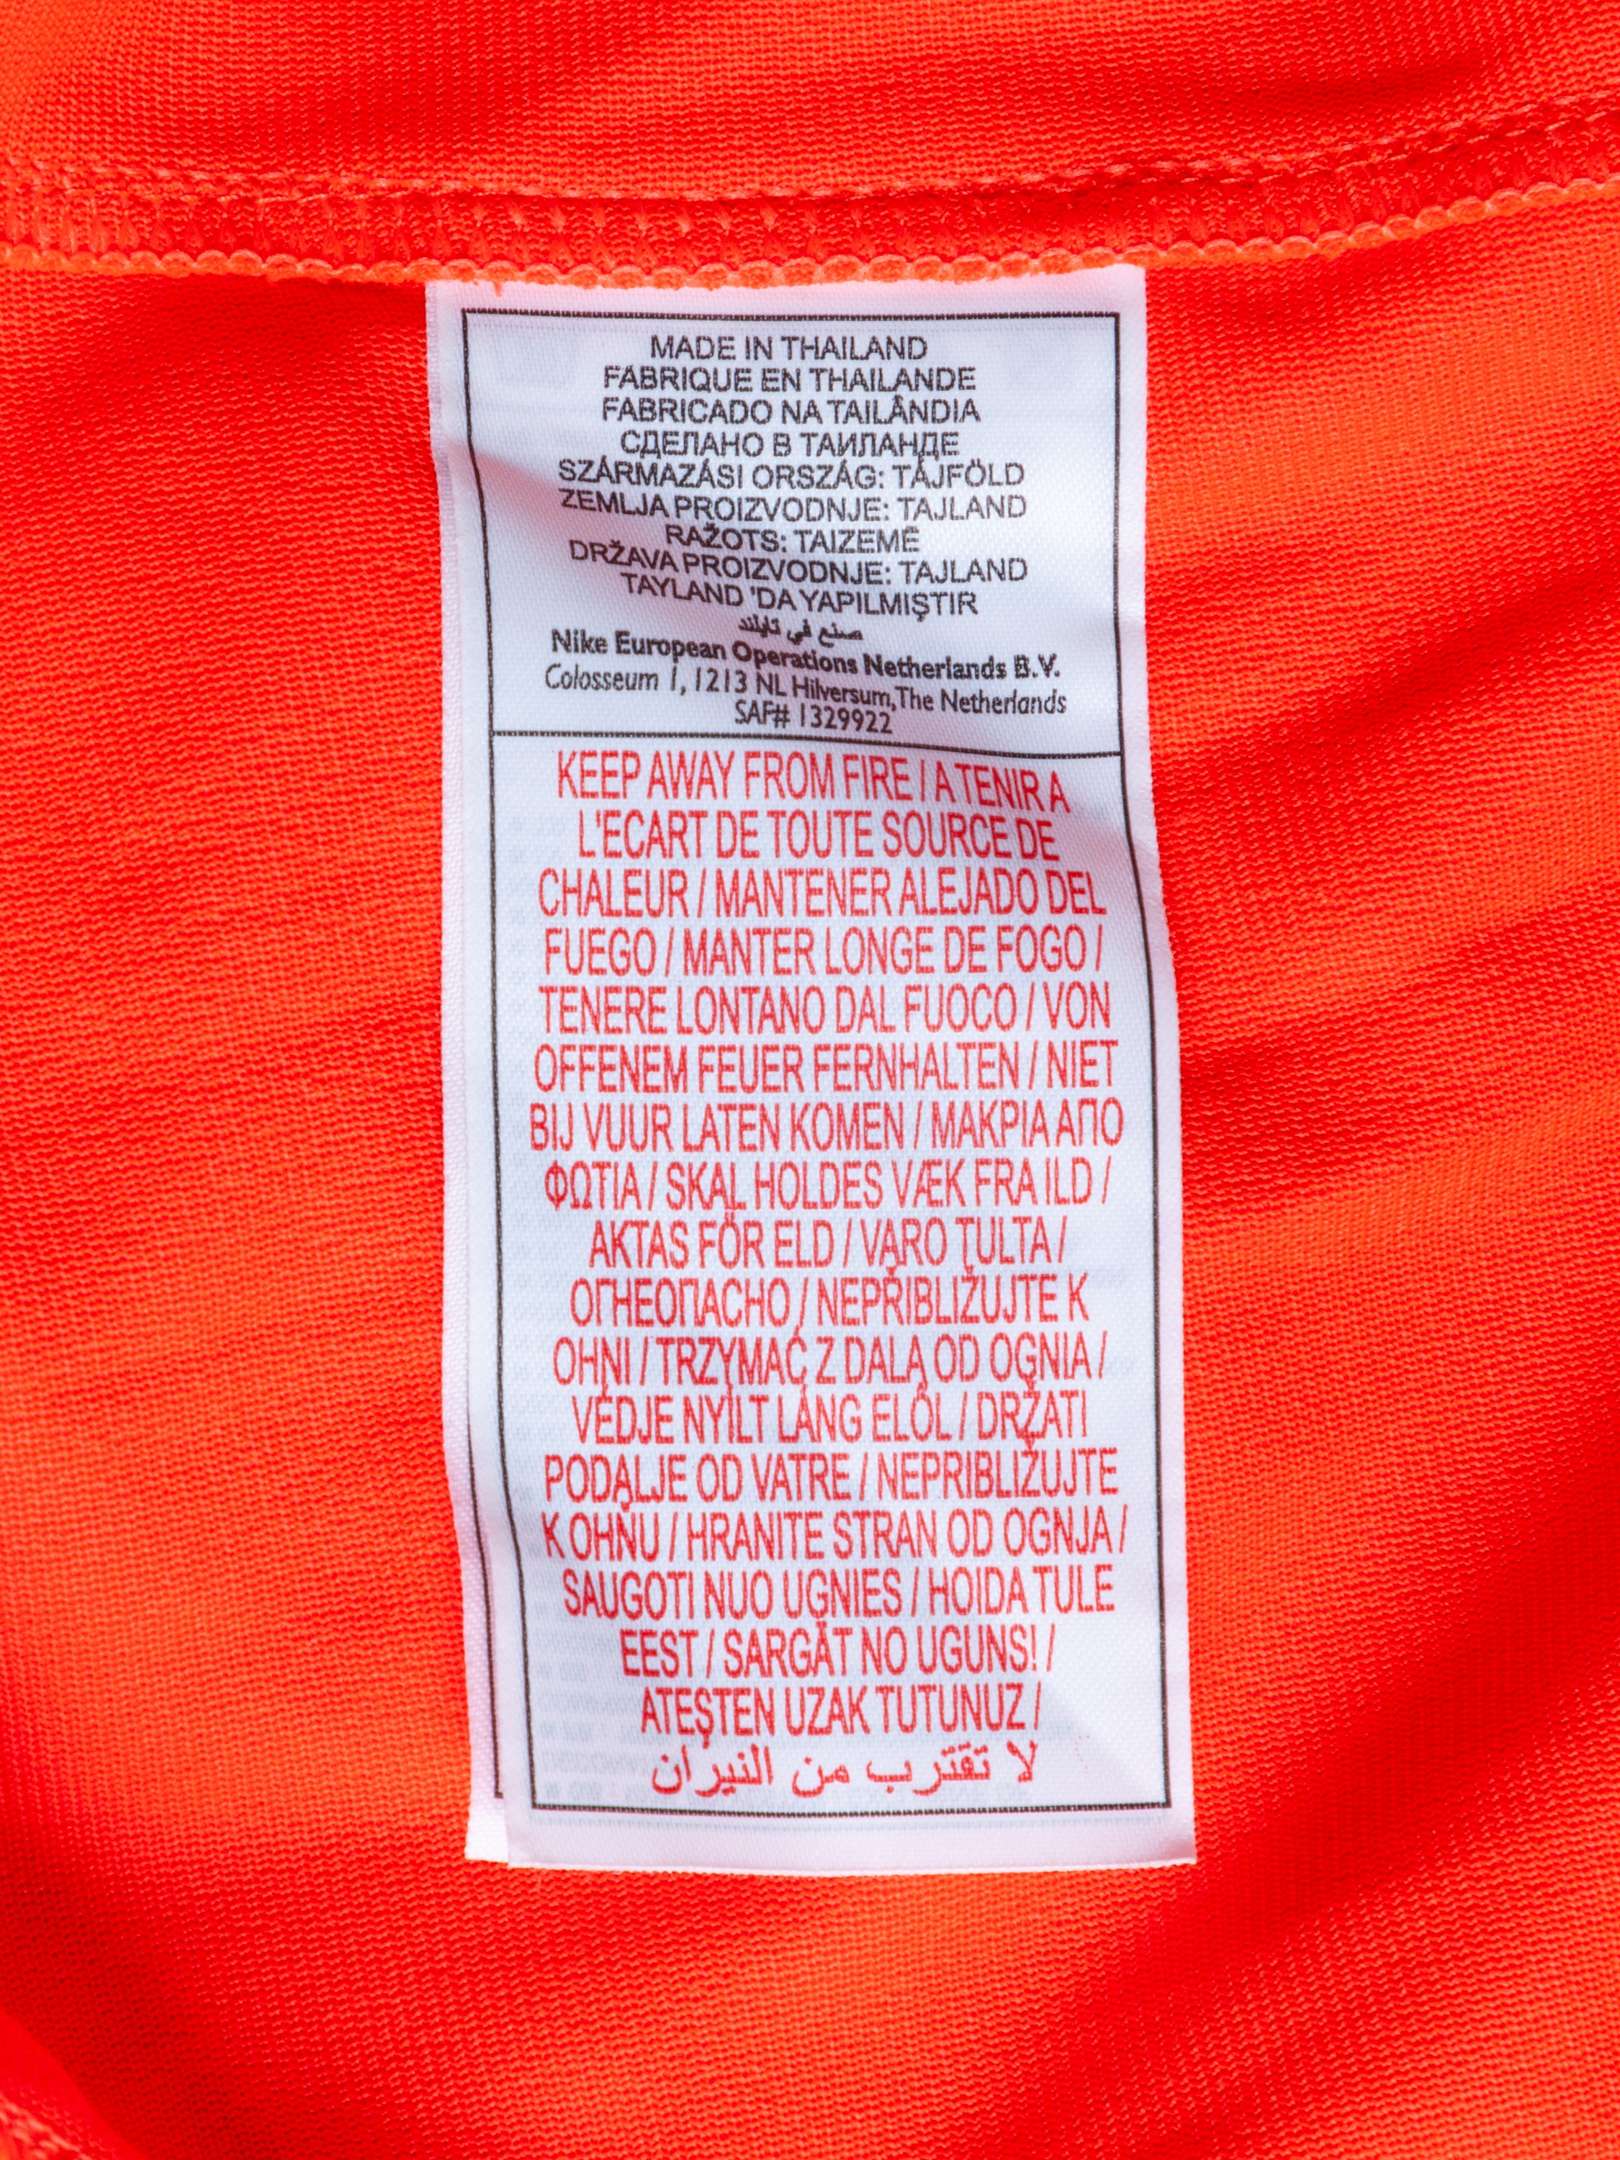 MADE IN THAILAND
FABRIQUE EN THAILANDE
FABRICADO NA TAILÂNDIA
СДЕЛАНО В ТАИЛАНДЕ
SZÁRMAZÁSI ORSZÁG: TÁJFÖLD
ZEMLJA PROIZVODNJE: TAJLAND
RAŽOTS: TAIZEMĒ
DRŽAVA PROIZVODNJE: TAJLAND
TAYLAND 'DA YAPILMIŞTIR
صنع في تايلند
Nike European Operations Netherlands B.V.
Colosseum 1, 1213 NL Hilversum, The Netherlands
SAF# 1329922
KEEP AWAY FROM FIRE / A TENIR A
L'ECART DE TOUTE SOURCE DE
CHALEUR / MANTENER ALEJADO DEL
FUEGO / MANTER LONGE DE FOGO /
TENERE LONTANO DAL FUOCO / VON
OFFENEM FEUER FERNHALTEN / NIET
BIJ VUUR LATEN KOMEN / ΜΑΚΡΙΑ ΑΠΟ
ΦΩΤΙΑ / SKAL HOLDES VÆK FRA ILD /
AKTAS FÖR ELD / VARO TULTA /
ОГНЕОПАСНО / NEPŘIBLIŽUJTE K
OHNI / TRZYMAĆ Z DALA OD OGNIA /
VÉDJE NYÍLT LÁNG ELÖL / DRŽATI
PODALJE OD VATRE / NEPRIBLIŽUJTE
K OHŇU / HRANITE STRAN OD OGNJA /
SAUGOTI NUO UGNIES / HOIDA TULE
EEST / SARGĀT NO UGUNS! /
ATEŞTEN UZAK TUTUNUZ /
لا تقترب من النيران